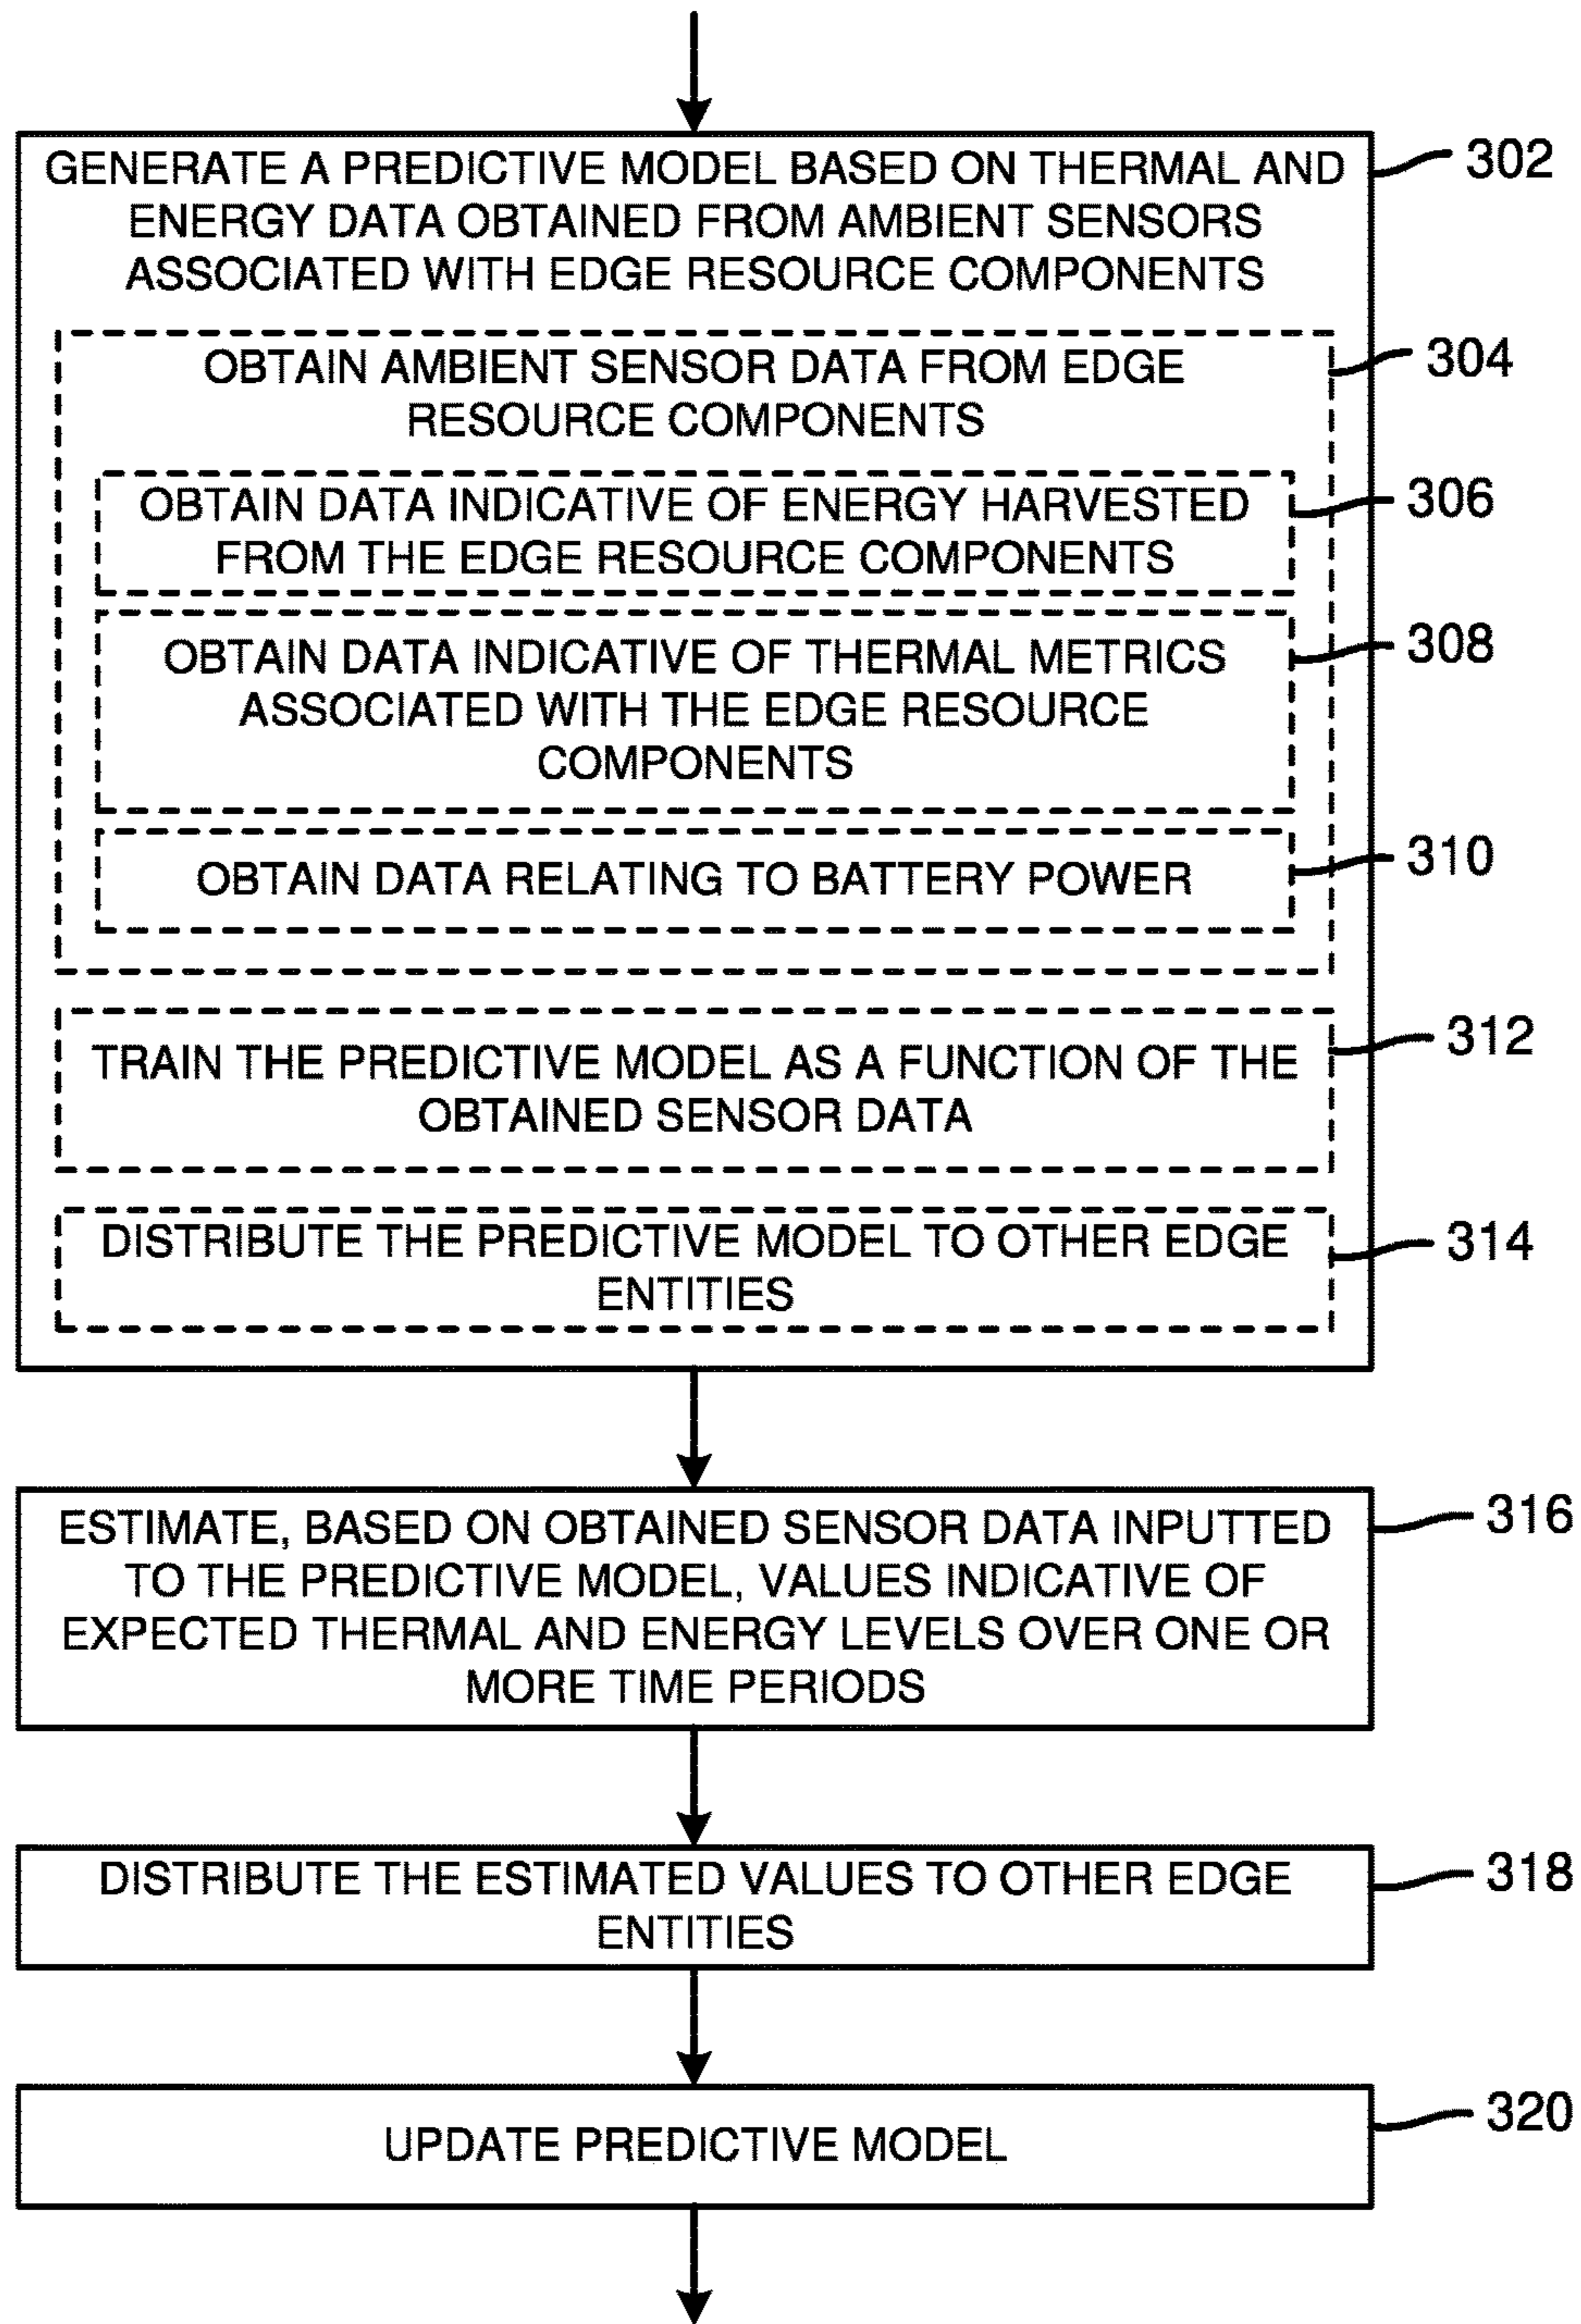 GENERATE A PREDICTIVE MODEL BASED ON THERMAL AND
ENERGY DATA OBTAINED FROM AMBIENT SENSORS
ASSOCIATED WITH EDGE RESOURCE COMPONENTS
302
OBTAIN AMBIENT SENSOR DATA FROM EDGE
RESOURCE COMPONENTS
304
OBTAIN DATA INDICATIVE OF ENERGY HARVESTED
FROM THE EDGE RESOURCE COMPONENTS
306
OBTAIN DATA INDICATIVE OF THERMAL METRICS
ASSOCIATED WITH THE EDGE RESOURCE
COMPONENTS
308
OBTAIN DATA RELATING TO BATTERY POWER
310
TRAIN THE PREDICTIVE MODEL AS A FUNCTION OF THE
OBTAINED SENSOR DATA
312
DISTRIBUTE THE PREDICTIVE MODEL TO OTHER EDGE
ENTITIES
314
ESTIMATE, BASED ON OBTAINED SENSOR DATA INPUTTED
TO THE PREDICTIVE MODEL, VALUES INDICATIVE OF
EXPECTED THERMAL AND ENERGY LEVELS OVER ONE OR
MORE TIME PERIODS
316
DISTRIBUTE THE ESTIMATED VALUES TO OTHER EDGE
ENTITIES
318
UPDATE PREDICTIVE MODEL
320